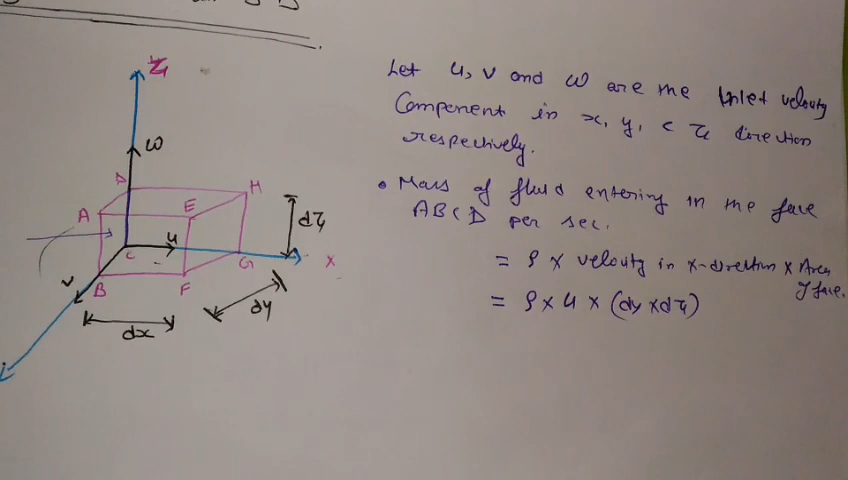 Z
w
D
H
A
E
dz
u
C
x
G
v
B
F
dy
dx
Let u, v and w are the Inlet velocity
Component in x, y, & z direction
respectively.
• Mass of fluid entering in the face
ABCD per sec.
= ρ × velocity in x-direction × Area
of face.
= ρ × u × (dy × dz)